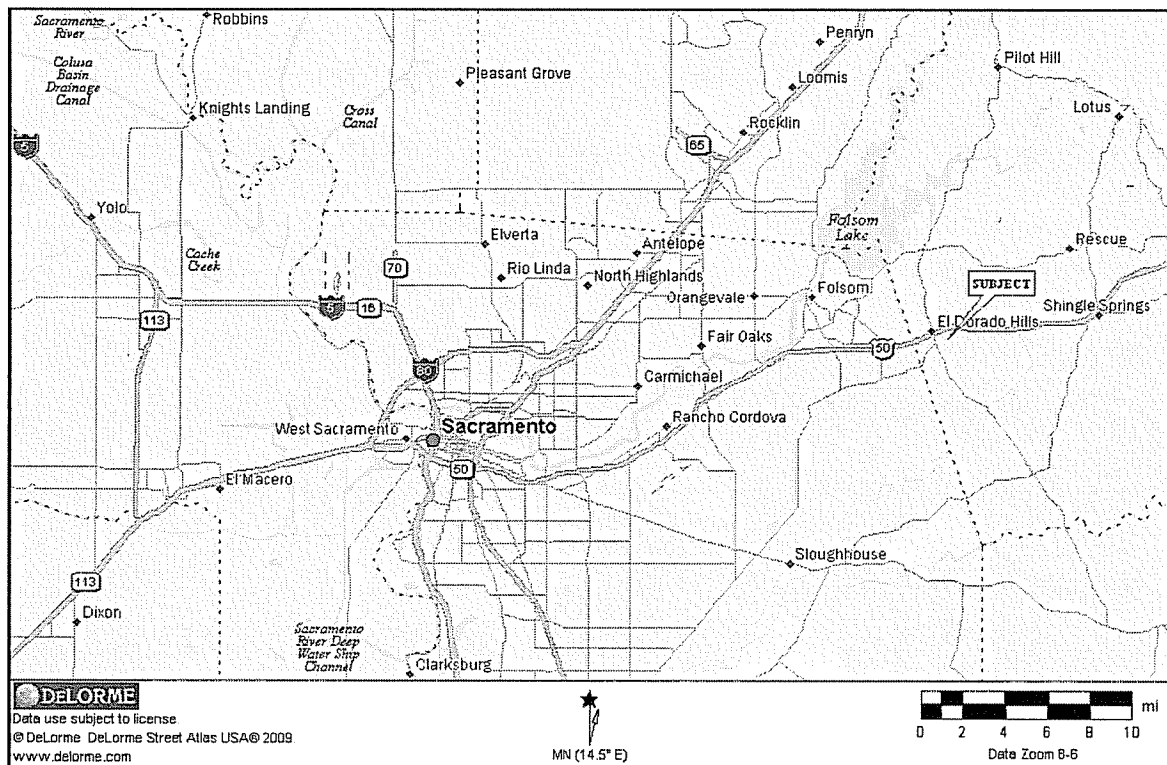 Sacramento
River
Robbins
Penryn
Colusa
Basin
Drainage
Canal
Pleasant Grove
Loomis
Pilot Hill
Knights Landing
Cross
Canal
Lotus
Rocklin
5
65
Yolo
Folsom
Lake
Elverta
Antelope
Rescue
Cache
Creek
70
Rio Linda
North Highlands
SUBJECT
Orangevale
Folsom
5
16
Shingle Springs
113
El Dorado Hills
Fair Oaks
50
80
Carmichael
Rancho Cordova
West Sacramento
Sacramento
50
El Macero
Sloughhouse
113
Dixon
Sacramento
River Deep
Water Ship
Channel
Clarksburg
DELORME
Data use subject to license.
© DeLorme. DeLorme Street Atlas USA® 2009.
www.delorme.com
MN (14.5° E)
mi
0 2 4 6 8 10
Data Zoom 8-6